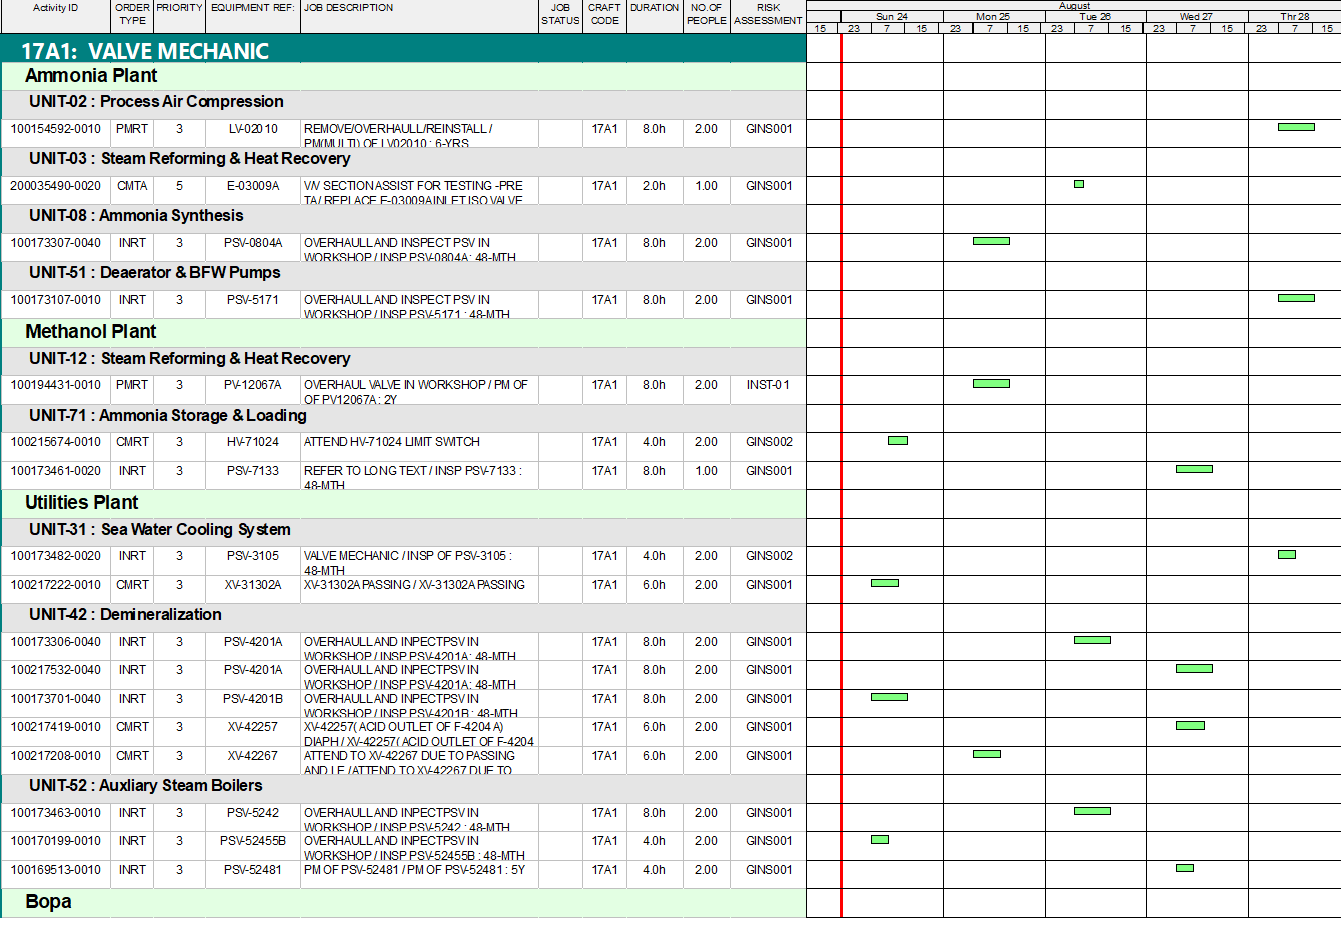 Activity ID ORDER TYPE PRIORITY EQUIPMENT REF: JOB DESCRIPTION JOB STATUS CRAFT CODE DURATION NO.OF PEOPLE RISK ASSESSMENT
August
Sun 24 Mon 25 Tue 26 Wed 27 Thr 28
15 23 7 15 23 7 15 23 7 15 23 7 15 23 7 15
17A1: VALVE MECHANIC
Ammonia Plant
UNIT-02 : Process Air Compression
100154592-0010 PMRT 3 LV-02010 REMOVE/OVERHAULL/REINSTALL / 17A1 8.0h 2.00 GINS001
PM(MULTI) OF LV02010 : 6-YRS
UNIT-03 : Steam Reforming & Heat Recovery
200035490-0020 CMTA 5 E-03009A V/V SECTION ASSIST FOR TESTING -PRE 17A1 2.0h 1.00 GINS001
TA/ REPLACE E-03009A INLET ISO VALVE
UNIT-08 : Ammonia Synthesis
100173307-0040 INRT 3 PSV-0804A OVERHAULL AND INSPECT PSV IN 17A1 8.0h 2.00 GINS001
WORKSHOP / INSP PSV-0804A: 48-MTH
UNIT-51 : Deaerator & BFW Pumps
100173107-0010 INRT 3 PSV-5171 OVERHAULL AND INSPECT PSV IN 17A1 8.0h 2.00 GINS001
WORKSHOP / INSP PSV-5171 : 48-MTH
Methanol Plant
UNIT-12 : Steam Reforming & Heat Recovery
100194431-0010 PMRT 3 PV-12067A OVERHAUL VALVE IN WORKSHOP / PM OF 17A1 8.0h 2.00 INST-01
OF PV12067A : 2Y
UNIT-71 : Ammonia Storage & Loading
100215674-0010 CMRT 3 HV-71024 ATTEND HV-71024 LIMIT SWITCH 17A1 4.0h 2.00 GINS002
100173461-0020 INRT 3 PSV-7133 REFER TO LONG TEXT / INSP PSV-7133 : 17A1 8.0h 1.00 GINS001
48-MTH
Utilities Plant
UNIT-31 : Sea Water Cooling System
100173482-0020 INRT 3 PSV-3105 VALVE MECHANIC / INSP OF PSV-3105 : 17A1 4.0h 2.00 GINS002
48-MTH
100217222-0010 CMRT 3 XV-31302A XV-31302A PASSING / XV-31302A PASSING 17A1 6.0h 2.00 GINS001
UNIT-42 : Demineralization
100173306-0040 INRT 3 PSV-4201A OVERHAULL AND INPECTPSV IN 17A1 8.0h 2.00 GINS001
WORKSHOP / INSP PSV-4201A: 48-MTH
100217532-0040 INRT 3 PSV-4201A OVERHAULL AND INPECTPSV IN 17A1 8.0h 2.00 GINS001
WORKSHOP / INSP PSV-4201A: 48-MTH
100173701-0040 INRT 3 PSV-4201B OVERHAULL AND INPECTPSV IN 17A1 8.0h 2.00 GINS001
WORKSHOP / INSP PSV-4201B : 48-MTH
100217419-0010 CMRT 3 XV-42257 XV-42257( ACID OUTLET OF F-4204 A) 17A1 6.0h 2.00 GINS001
DIAPH / XV-42257( ACID OUTLET OF F-4204
100217208-0010 CMRT 3 XV-42267 ATTEND TO XV-42267 DUE TO PASSING 17A1 6.0h 2.00 GINS001
AND LE / ATTEND TO XV-42267 DUE TO
UNIT-52 : Auxliary Steam Boilers
100173463-0010 INRT 3 PSV-5242 OVERHAULL AND INPECTPSV IN 17A1 8.0h 2.00 GINS001
WORKSHOP / INSP PSV-5242 : 48-MTH
100170199-0010 INRT 3 PSV-52455B OVERHAULL AND INPECTPSV IN 17A1 4.0h 2.00 GINS001
WORKSHOP / INSP PSV-52455B : 48-MTH
100169513-0010 INRT 3 PSV-52481 PM OF PSV-52481 / PM OF PSV-52481 : 5Y 17A1 4.0h 2.00 GINS001
Bopa